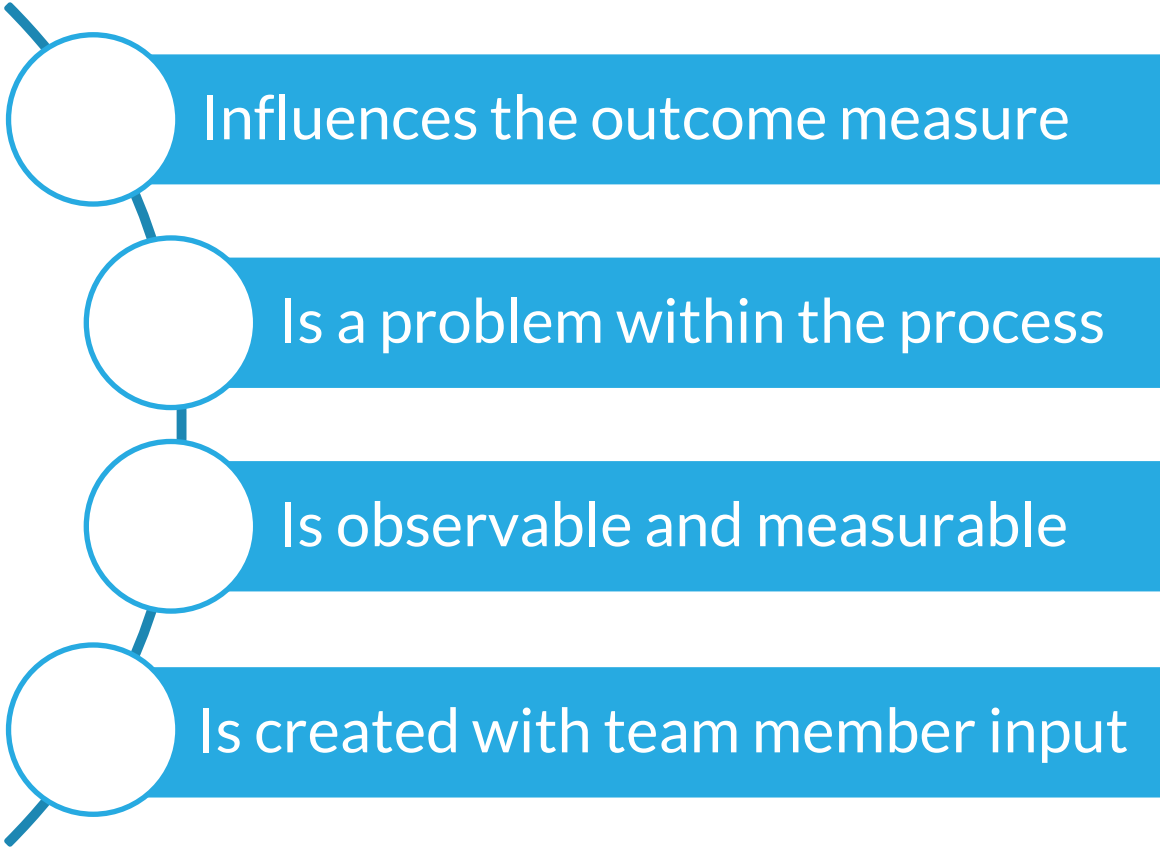 Influences the outcome measure
Is a problem within the process
Is observable and measurable
Is created with team member input